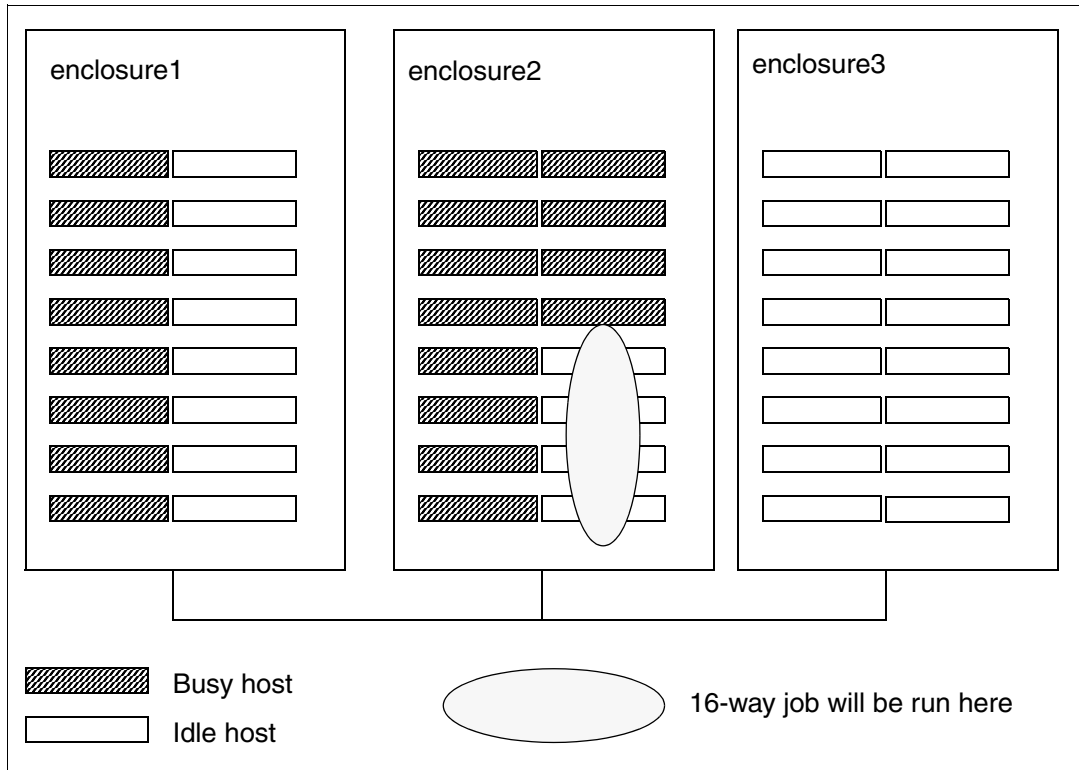 enclosure1
enclosure2
enclosure3
Busy host
Idle host
16-way job will be run here